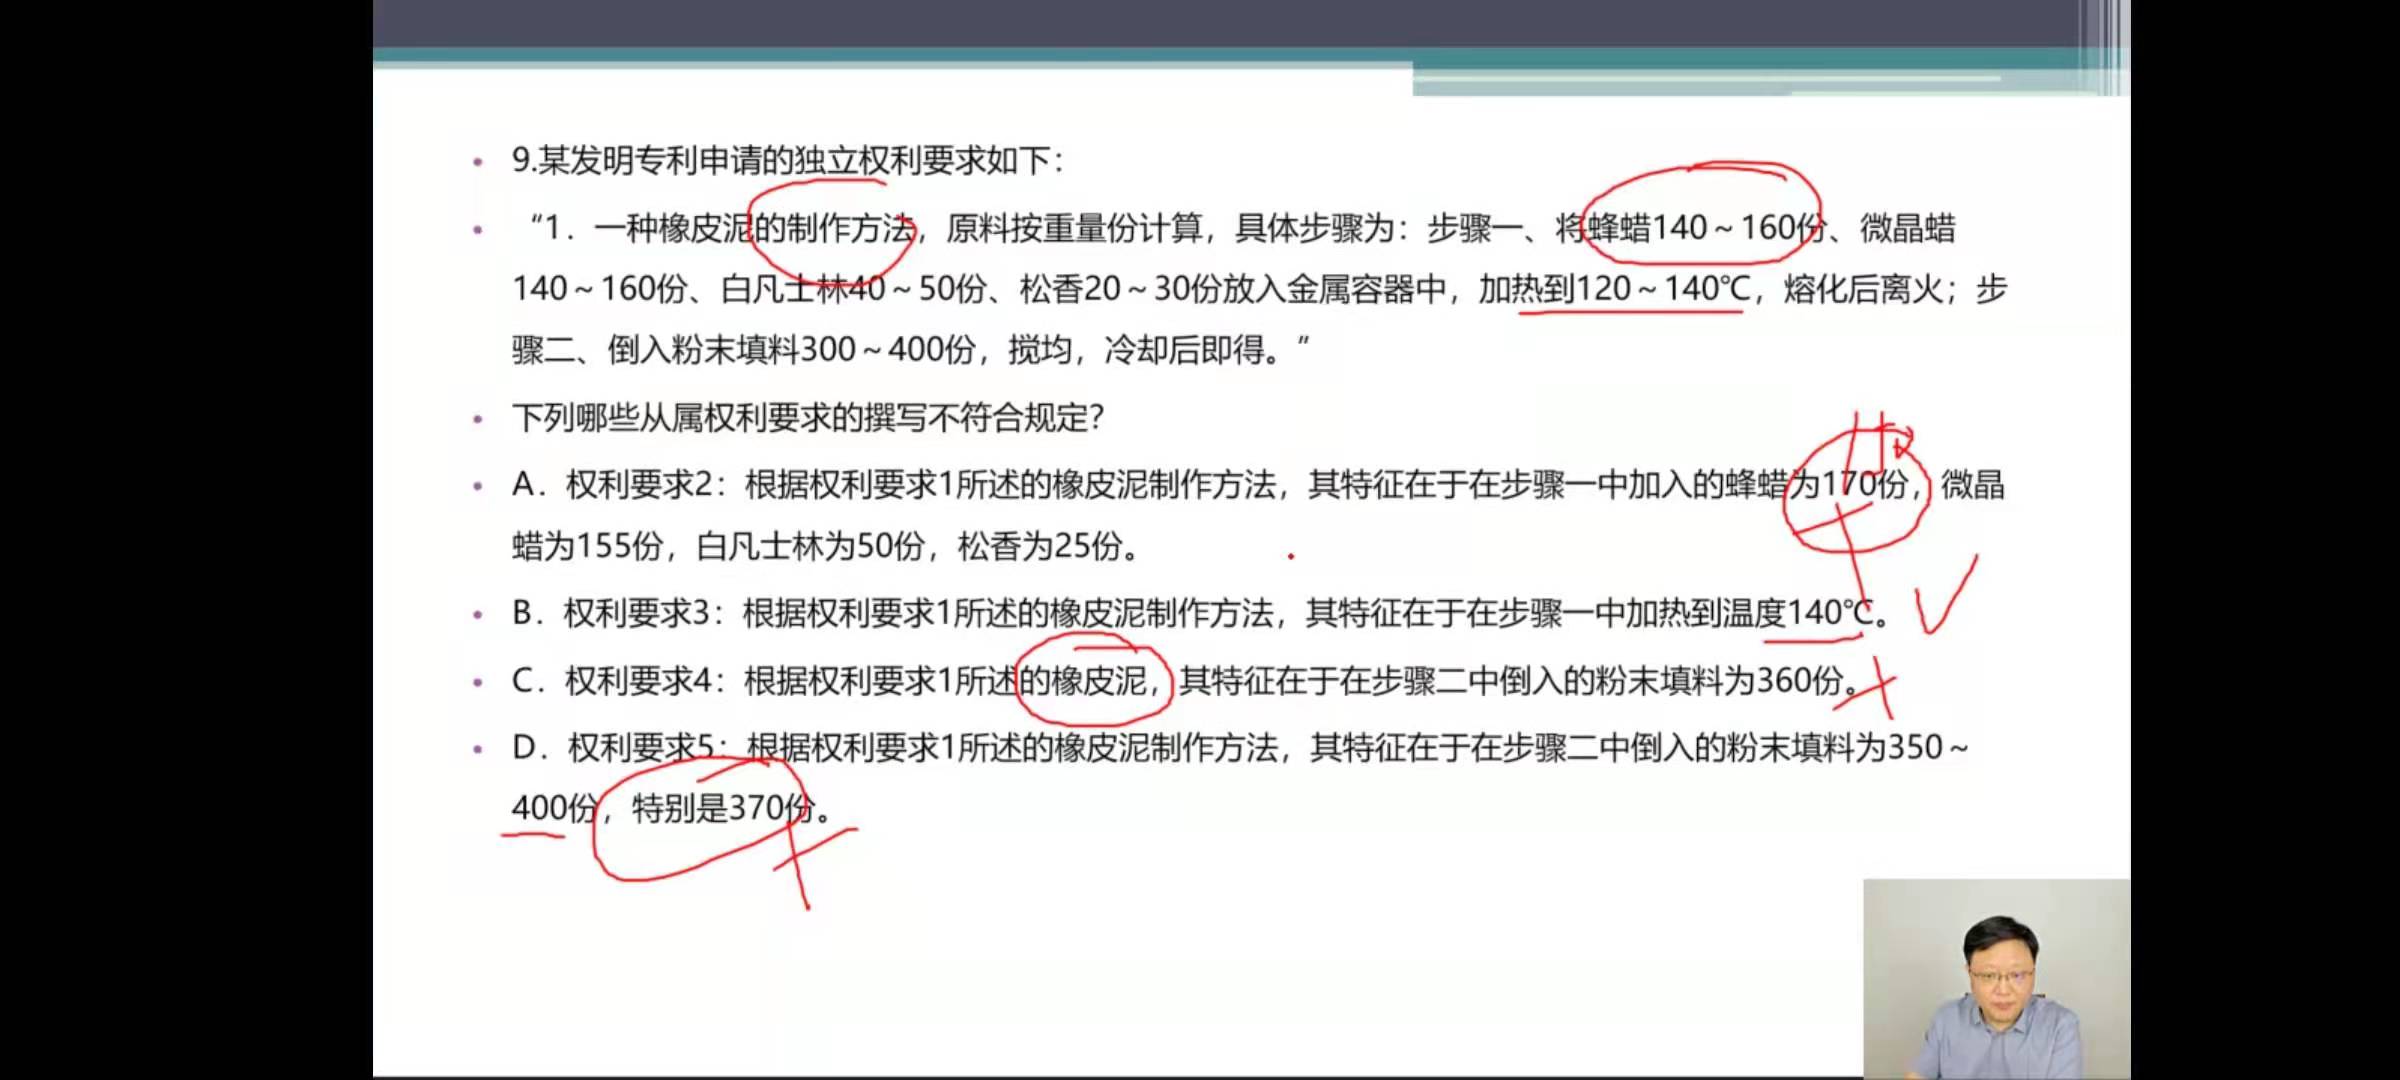 9.某发明专利申请的独立权利要求如下：
“1．一种橡皮泥的制作方法，原料按重量份计算，具体步骤为：步骤一、将蜂蜡140～160份、微晶蜡
140～160份、白凡士林40～50份、松香20～30份放入金属容器中，加热到120～140℃，熔化后离火；步
骤二、倒入粉末填料300～400份，搅均，冷却后即得。”
下列哪些从属权利要求的撰写不符合规定？
A．权利要求2：根据权利要求1所述的橡皮泥制作方法，其特征在于在步骤一中加入的蜂蜡为170份，微晶
蜡为155份，白凡士林为50份，松香为25份。
B．权利要求3：根据权利要求1所述的橡皮泥制作方法，其特征在于在步骤一中加热到温度140℃。
C．权利要求4：根据权利要求1所述的橡皮泥，其特征在于在步骤二中倒入的粉末填料为360份。
D．权利要求5：根据权利要求1所述的橡皮泥制作方法，其特征在于在步骤二中倒入的粉末填料为350～
400份，特别是370份。